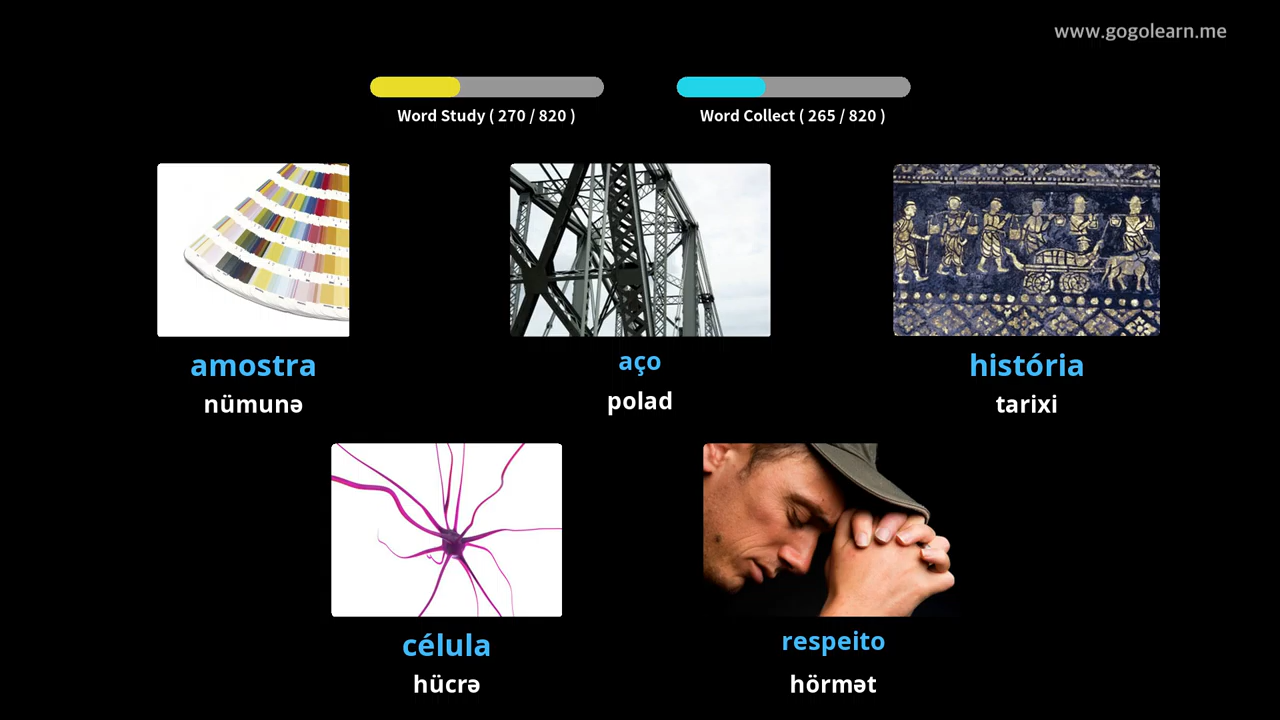 www.gogolearn.me
Word Study ( 270 / 820 )
Word Collect ( 265 / 820 )
amostra
nümunə
aço
polad
história
tarixi
célula
hücrə
respeito
hörmət